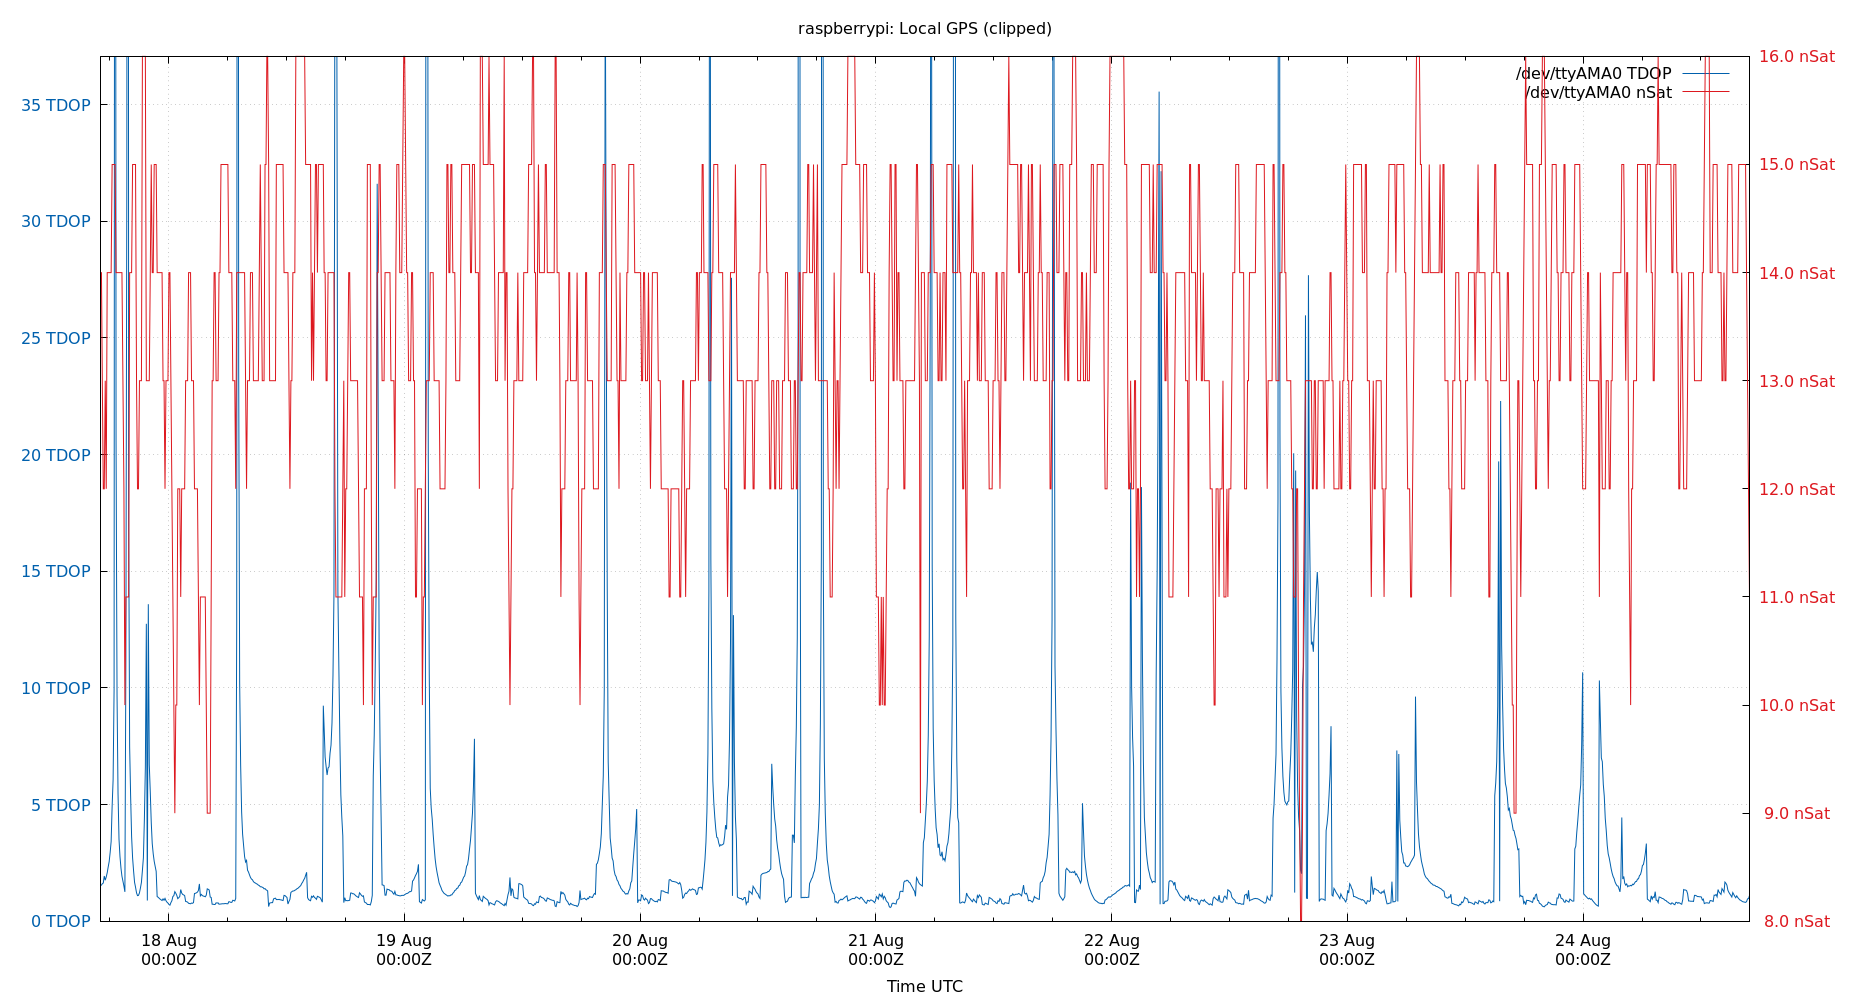 raspberrypi: Local GPS (clipped)
/dev/ttyAMA0 TDOP
/dev/ttyAMA0 nSat
35 TDOP
30 TDOP
25 TDOP
20 TDOP
15 TDOP
10 TDOP
5 TDOP
0 TDOP
16.0 nSat
15.0 nSat
14.0 nSat
13.0 nSat
12.0 nSat
11.0 nSat
10.0 nSat
9.0 nSat
8.0 nSat
18 Aug
00:00Z
19 Aug
00:00Z
20 Aug
00:00Z
21 Aug
00:00Z
22 Aug
00:00Z
23 Aug
00:00Z
24 Aug
00:00Z
Time UTC